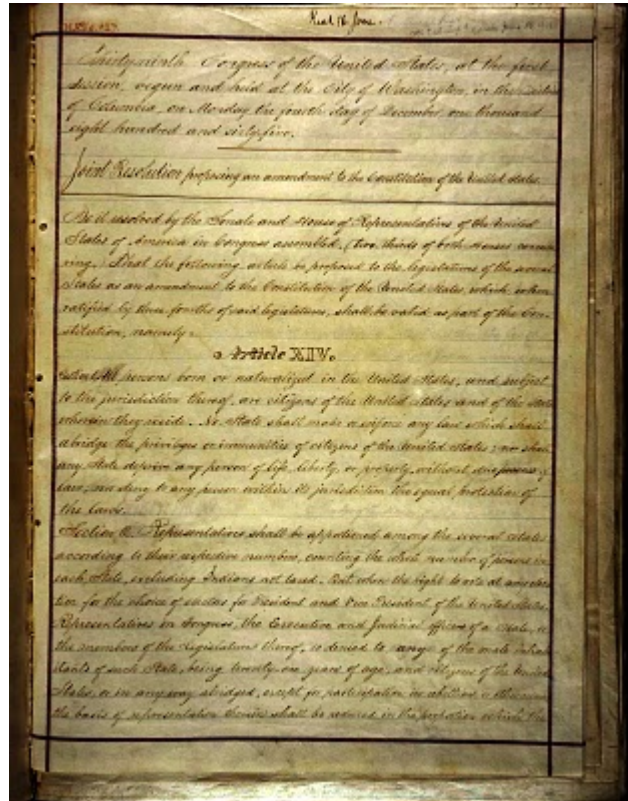 Thirty-ninth Congress of the United States, at the first
Session, begun and held at the City of Washington, in the District
of Columbia, on Monday the fourth day of December, one thousand
eight hundred and sixty-five.
Joint Resolution proposing an amendment to the Constitution of the United States.
Be it resolved by the Senate and House of Representatives of the United
States of America in Congress assembled, (two-thirds of both Houses concur-
ring,) That the following article be proposed to the legislatures of the several
States as an amendment to the Constitution of the United States, which, when
ratified by three-fourths of said legislatures, shall be valid as part of the Con-
stitution, namely:
Article XIV.
Section 1. All persons born or naturalized in the United States, and subject
to the jurisdiction thereof, are citizens of the United States and of the State
wherein they reside. No State shall make or enforce any law which shall
abridge the privileges or immunities of citizens of the United States; nor shall
any State deprive any person of life, liberty, or property, without due process of
law; nor deny to any person within its jurisdiction the equal protection of
the laws.
Section 2. Representatives shall be apportioned among the several States
according to their respective numbers, counting the whole number of persons in
each State, excluding Indians not taxed. But when the right to vote at any elec-
tion for the choice of electors for President and Vice President of the United States,
Representatives in Congress, the Executive and Judicial officers of a State, or
the members of the Legislature thereof, is denied to any of the male inhabi-
tants of such State, being twenty-one years of age, and citizens of the United
States, or in any way abridged, except for participation in rebellion, or other crime,
the basis of representation therein shall be reduced in the proportion which the